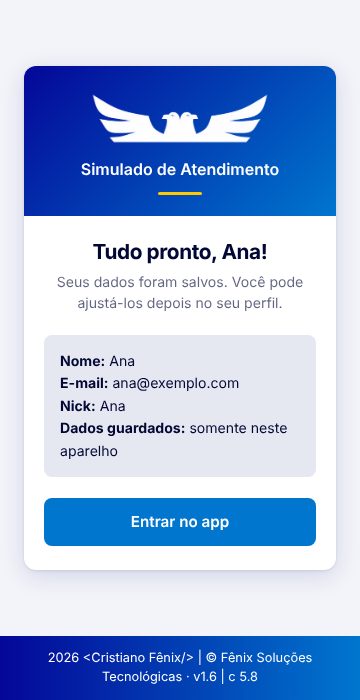 Simulado de Atendimento
Tudo pronto, Ana!
Seus dados foram salvos. Você pode
ajustá-los depois no seu perfil.
Nome: Ana
E-mail: ana@exemplo.com
Nick: Ana
Dados guardados: somente neste
aparelho
Entrar no app
2026 <Cristiano Fênix/> | © Fênix Soluções
Tecnológicas · v1.6 | c 5.8